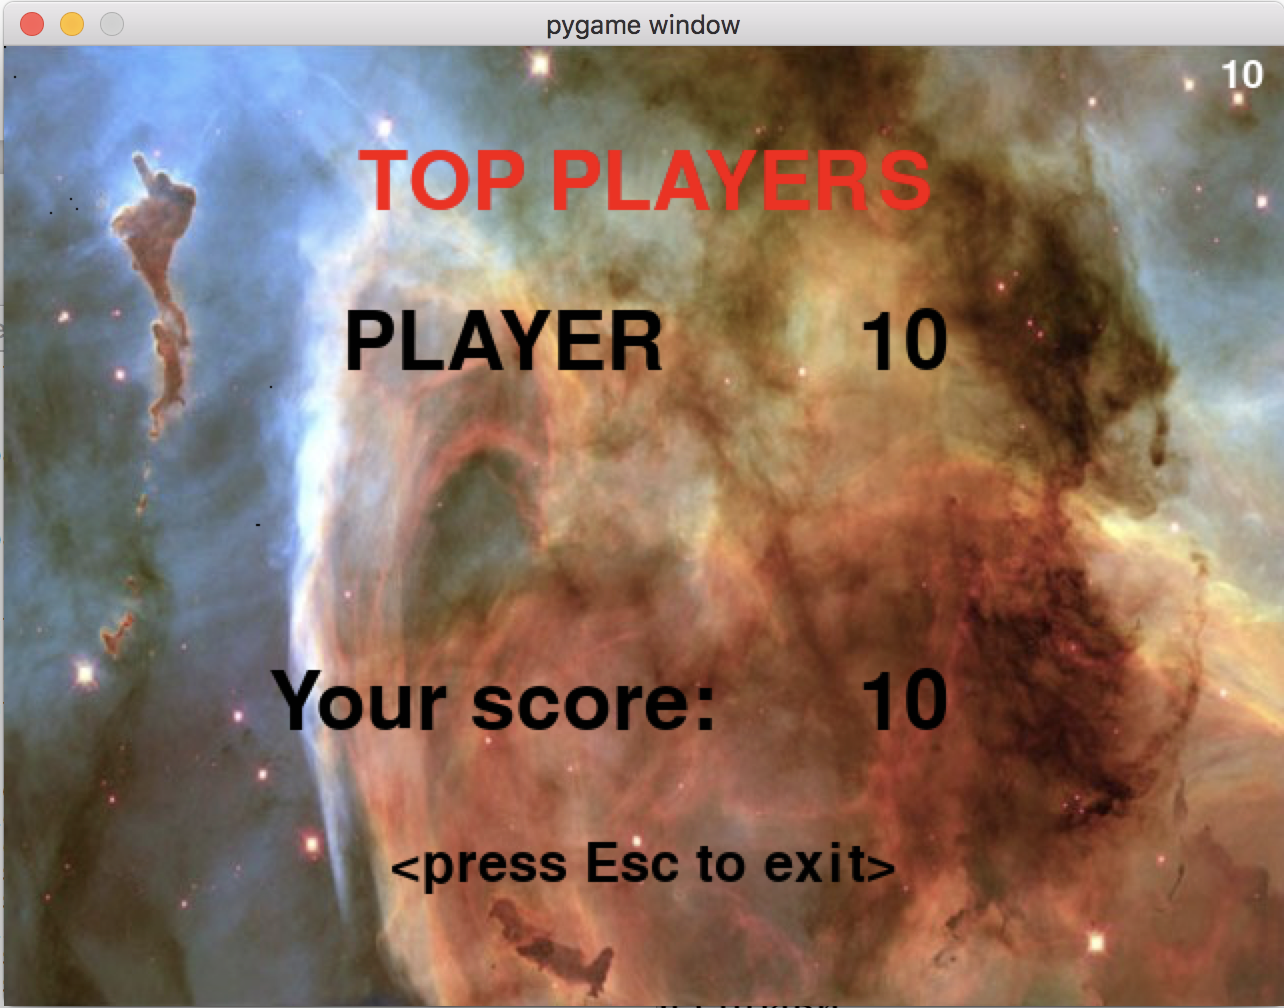 pygame window
10
TOP PLAYERS
PLAYER 10
Your score: 10
<press Esc to exit>